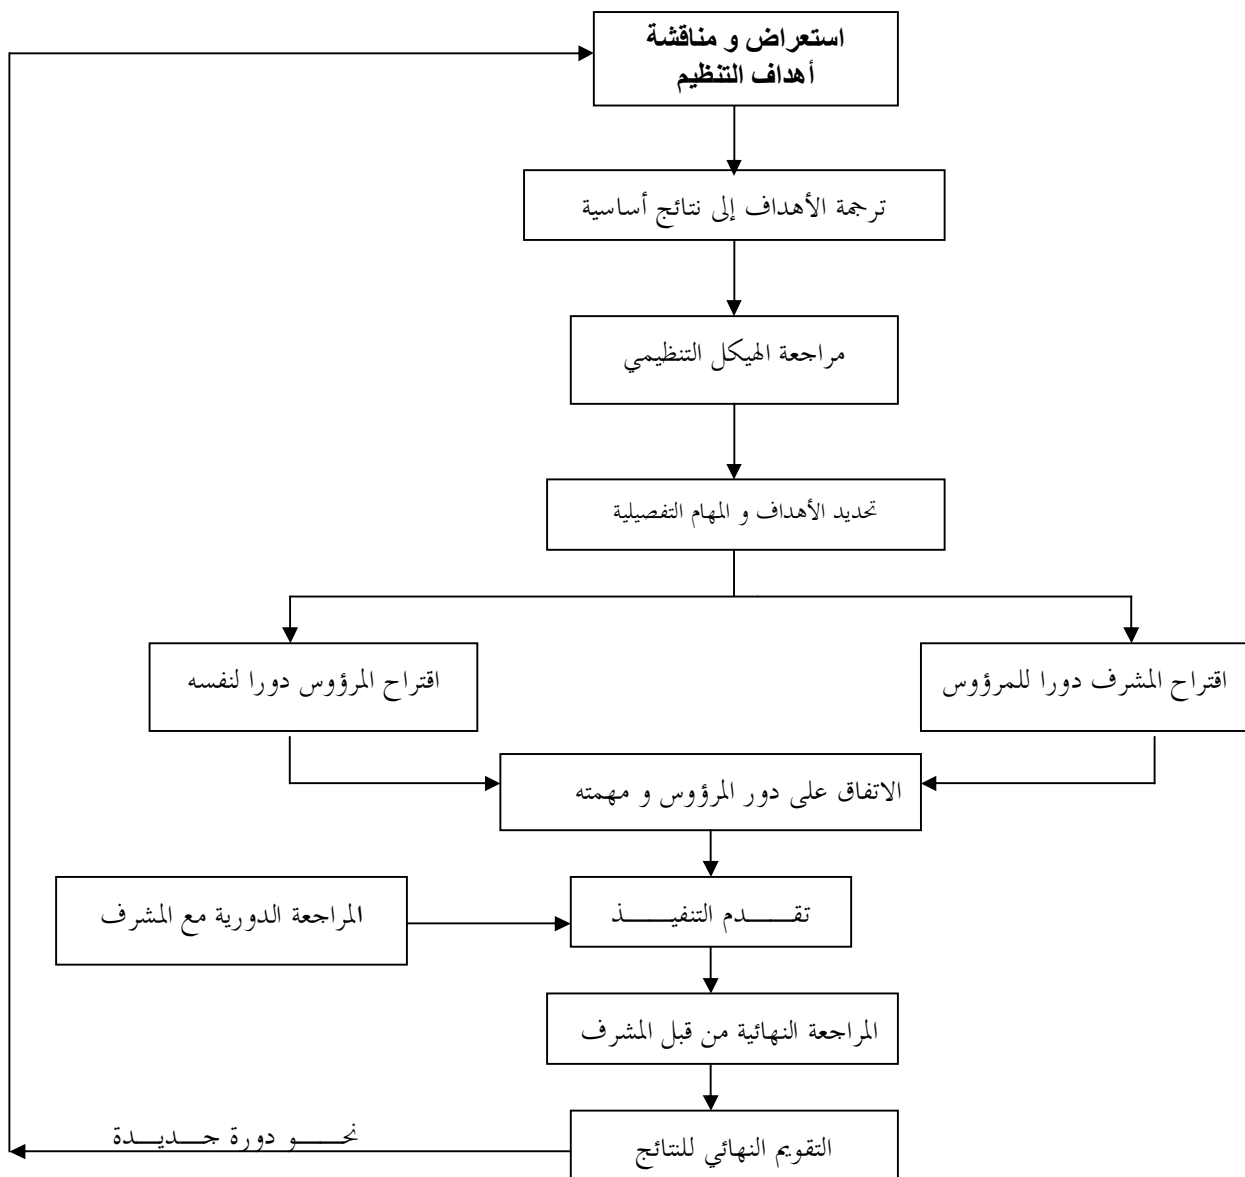 استعراض و مناقشة
أهداف التنظيم
ترجمة الأهداف إلى نتائج أساسية
مراجعة الهيكل التنظيمي
تحديد الأهداف و المهام التفصيلية
اقتراح المشرف دورا للمرؤوس
اقتراح المرؤوس دورا لنفسه
الاتفاق على دور المرؤوس و مهمته
تقـــــدم التنفيـــــــذ
المراجعة الدورية مع المشرف
المراجعة النهائية من قبل المشرف
التقويم النهائي للنتائج
نحـــــو دورة جـــديـــدة